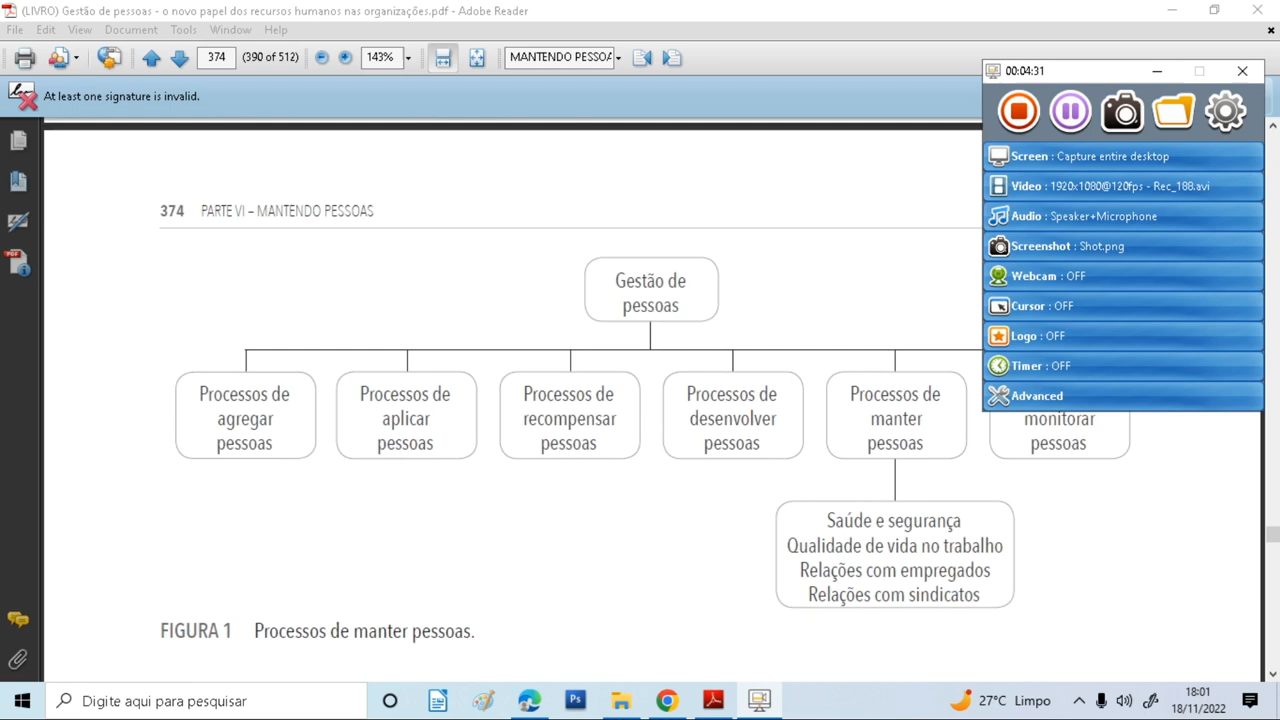 (LIVRO) Gestão de pessoas - o novo papel dos recursos humanos nas organizações.pdf - Adobe Reader
File Edit View Document Tools Window Help
374 (390 of 512) 143% MANTENDO PESSOA
At least one signature is invalid.
00:04:31
Screen : Capture entire desktop
Video : 1920x1080@120fps - Rec_188.avi
Audio : Speaker+Microphone
Screenshot : Shot.png
Webcam : OFF
Cursor : OFF
Logo : OFF
Timer : OFF
Advanced
374 PARTE VI – MANTENDO PESSOAS
Gestão de
pessoas
Processos de
agregar
pessoas
Processos de
aplicar
pessoas
Processos de
recompensar
pessoas
Processos de
desenvolver
pessoas
Processos de
manter
pessoas
monitorar
pessoas
Saúde e segurança
Qualidade de vida no trabalho
Relações com empregados
Relações com sindicatos
FIGURA 1 Processos de manter pessoas.
Digite aqui para pesquisar
Ps
27°C Limpo
18:01
18/11/2022